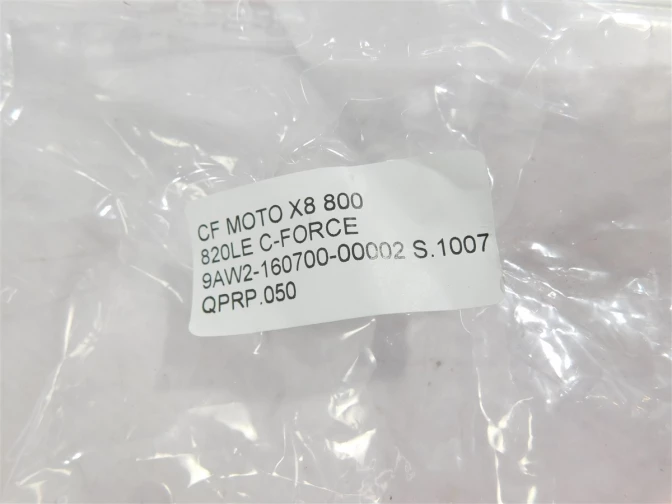 CF MOTO X8 800
820LE C-FORCE
9AW2-160700-00002 S.1007
QPRP.050